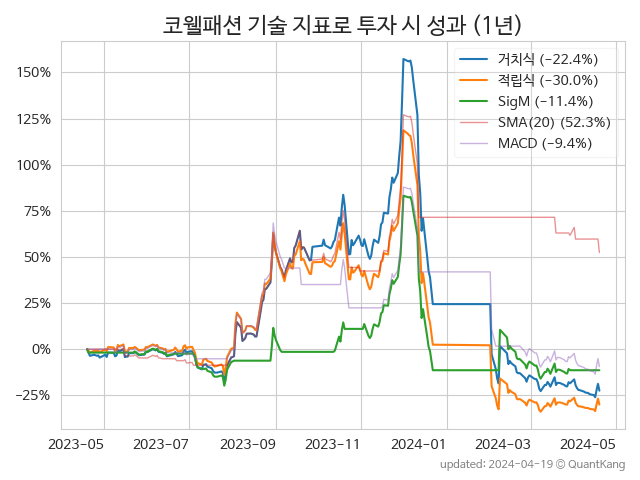 코웰패션 기술 지표로 투자 시 성과 (1년)
거치식 (−22.4%)
적립식 (−30.0%)
SigM (−11.4%)
SMA(20) (52.3%)
MACD (−9.4%)
150%
125%
100%
75%
50%
25%
0%
−25%
2023-05 2023-07 2023-09 2023-11 2024-01 2024-03 2024-05
updated: 2024-04-19 © QuantKang